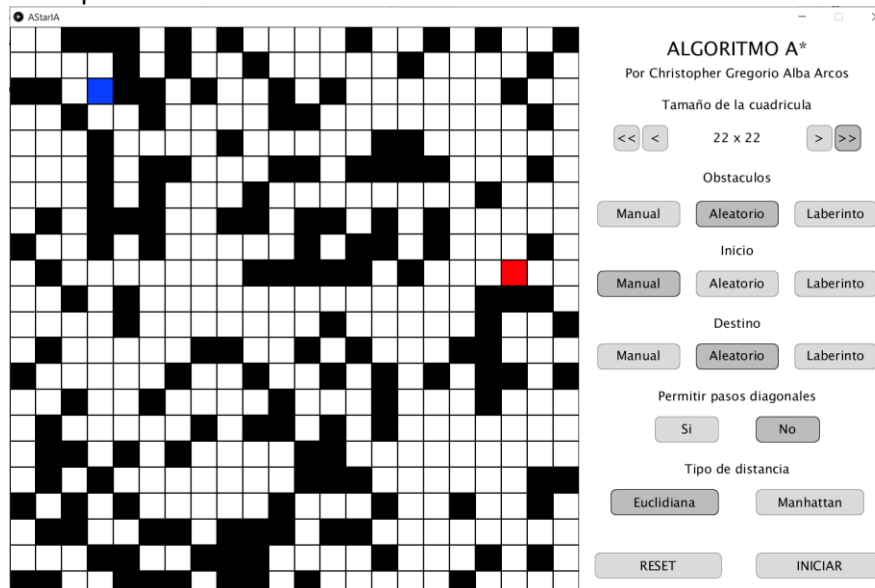 AStarIA
ALGORITMO A*
Por Christopher Gregorio Alba Arcos
Tamaño de la cuadricula
<< < 22 x 22 > >>
Obstaculos
Manual Aleatorio Laberinto
Inicio
Manual Aleatorio Laberinto
Destino
Manual Aleatorio Laberinto
Permitir pasos diagonales
Si No
Tipo de distancia
Euclidiana Manhattan
RESET INICIAR